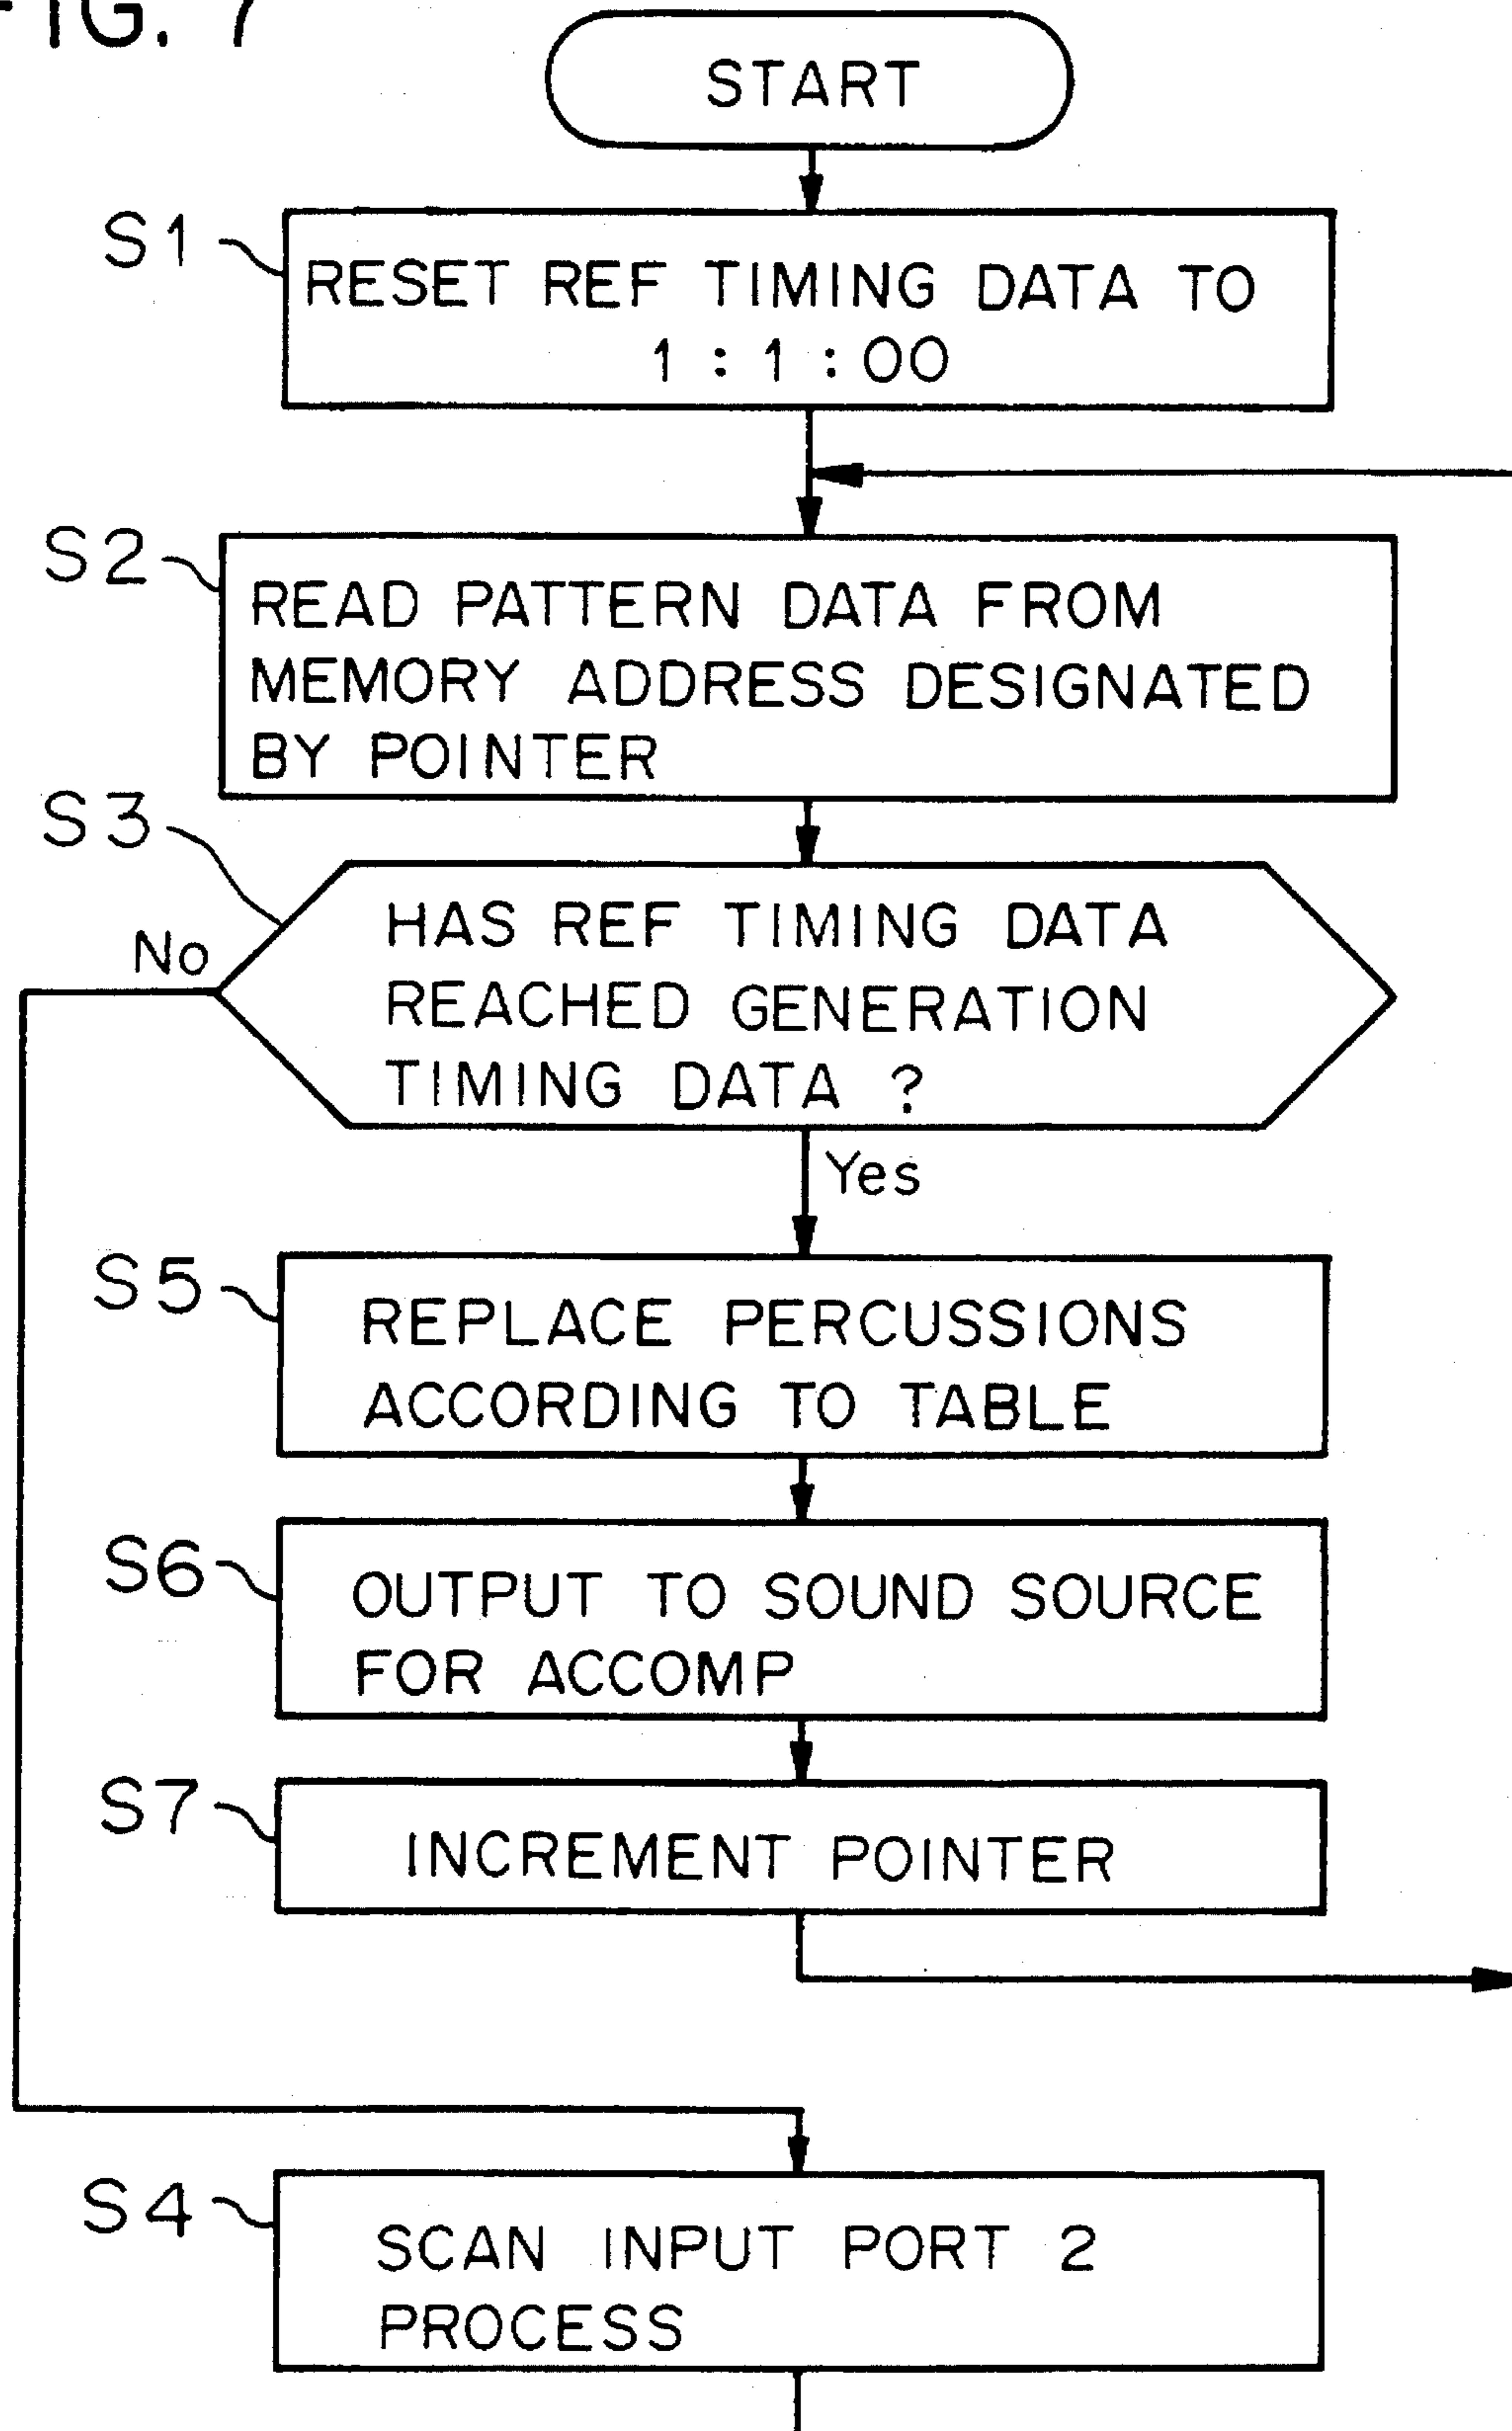 FIG. 7
START
S1
RESET REF TIMING DATA TO
1 : 1 : 00
S2
READ PATTERN DATA FROM
MEMORY ADDRESS DESIGNATED
BY POINTER
S3
HAS REF TIMING DATA
REACHED GENERATION
TIMING DATA ?
No
Yes
S5
REPLACE PERCUSSIONS
ACCORDING TO TABLE
S6
OUTPUT TO SOUND SOURCE
FOR ACCOMP
S7
INCREMENT POINTER
S4
SCAN INPUT PORT 2
PROCESS